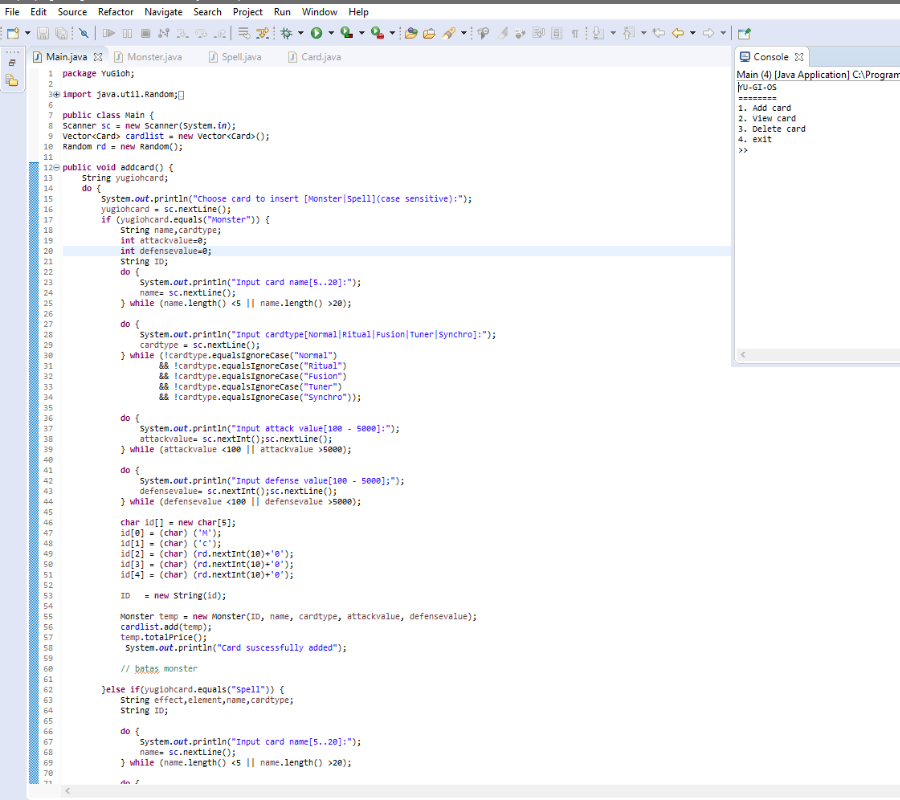 File Edit Source Refactor Navigate Search Project Run Window Help
Main.java Monster.java Spell.java Card.java
1 package YuGioh;
2
3 import java.util.Random;
6
7 public class Main {
8 Scanner sc = new Scanner(System.in);
9 Vector<Card> cardlist = new Vector<Card>();
10 Random rd = new Random();
11
12 public void addcard() {
13 String yugiohcard;
14 do {
15 System.out.println("Choose card to insert [Monster|Spell](case sensitive):");
16 yugiohcard = sc.nextLine();
17 if (yugiohcard.equals("Monster")) {
18 String name,cardtype;
19 int attackvalue=0;
20 int defensevalue=0;
21 String ID;
22 do {
23 System.out.println("Input card name[5..20]:");
24 name= sc.nextLine();
25 } while (name.length() <5 || name.length() >20);
26
27 do {
28 System.out.println("Input cardtype[Normal|Ritual|Fusion|Tuner|Synchro]:");
29 cardtype = sc.nextLine();
30 } while (!cardtype.equalsIgnoreCase("Normal")
31 && !cardtype.equalsIgnoreCase("Ritual")
32 && !cardtype.equalsIgnoreCase("Fusion")
33 && !cardtype.equalsIgnoreCase("Tuner")
34 && !cardtype.equalsIgnoreCase("Synchro"));
35
36 do {
37 System.out.println("Input attack value[100 - 5000]:");
38 attackvalue= sc.nextInt();sc.nextLine();
39 } while (attackvalue <100 || attackvalue >5000);
40
41 do {
42 System.out.println("Input defense value[100 - 5000];");
43 defensevalue= sc.nextInt();sc.nextLine();
44 } while (defensevalue <100 || defensevalue >5000);
45
46 char id[] = new char[5];
47 id[0] = (char) ('M');
48 id[1] = (char) ('c');
49 id[2] = (char) (rd.nextInt(10)+'0');
50 id[3] = (char) (rd.nextInt(10)+'0');
51 id[4] = (char) (rd.nextInt(10)+'0');
52
53 ID = new String(id);
54
55 Monster temp = new Monster(ID, name, cardtype, attackvalue, defensevalue);
56 cardlist.add(temp);
57 temp.totalPrice();
58 System.out.println("Card suscessfully added");
59
60 // batas monster
61
62 }else if(yugiohcard.equals("Spell")) {
63 String effect,element,name,cardtype;
64 String ID;
65
66 do {
67 System.out.println("Input card name[5..20]:");
68 name= sc.nextLine();
69 } while (name.length() <5 || name.length() >20);
70
71 do {
Console
Main (4) [Java Application] C:\Program
YU-GI-OS
========
1. Add card
2. View card
3. Delete card
4. exit
>>